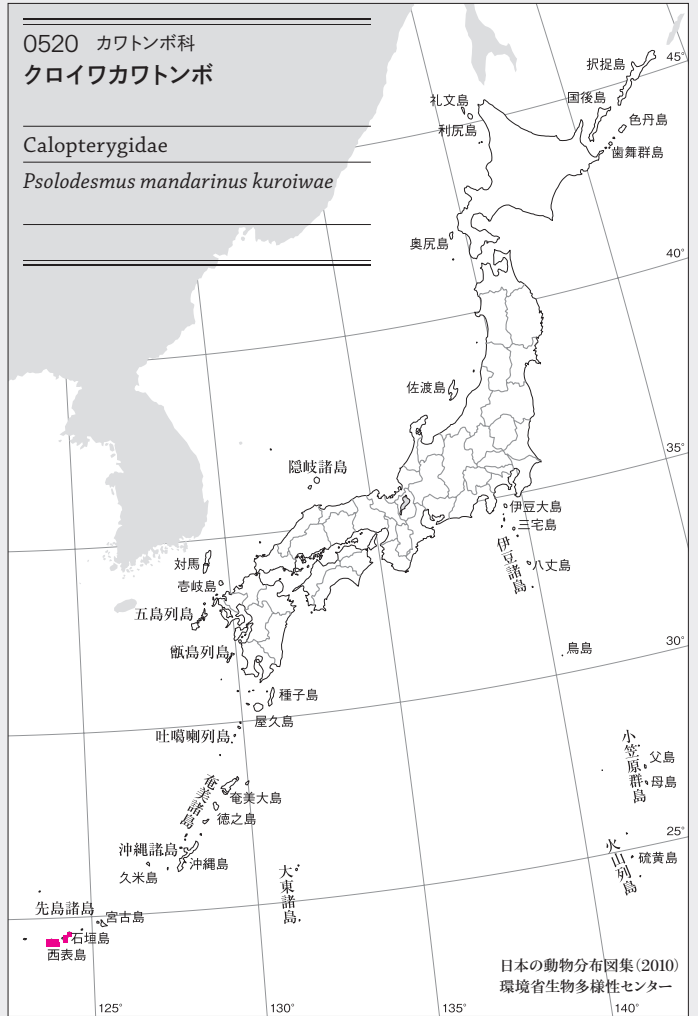 0520 カワトンボ科
クロイワカワトンボ
Calopterygidae
Psolodesmus mandarinus kuroiwae
45°
択捉島
礼文島
国後島
利尻島
色丹島
歯舞群島
奥尻島
40°
佐渡島
35°
隠岐諸島
伊豆大島
三宅島
伊豆諸島
八丈島
対馬
壱岐島
五島列島
甑島列島
鳥島
30°
種子島
屋久島
吐噶喇列島
小笠原群島
父島
母島
奄美諸島
奄美大島
徳之島
25°
沖縄諸島
沖縄島
久米島
火山列島
硫黄島
大東諸島
先島諸島
宮古島
石垣島
西表島
日本の動物分布図集(2010)
環境省生物多様性センター
125°
130°
135°
140°